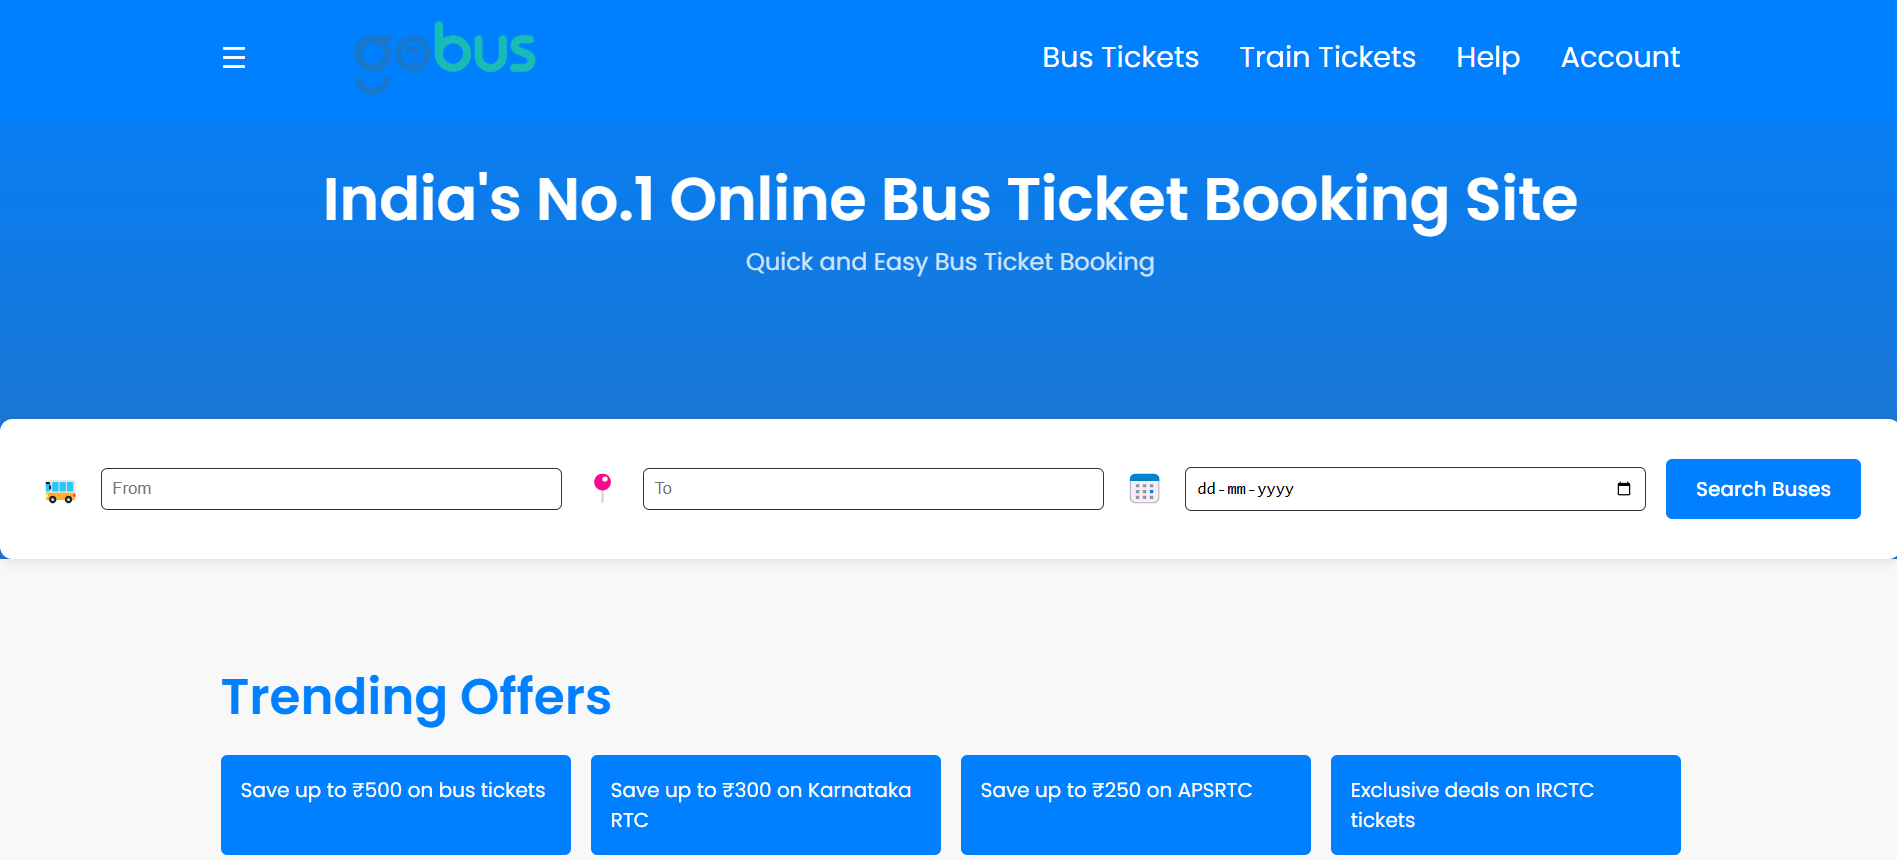 ☰
gobus
Bus Tickets
Train Tickets
Help
Account
India's No.1 Online Bus Ticket Booking Site
Quick and Easy Bus Ticket Booking
From
To
dd-mm-yyyy
Search Buses
Trending Offers
Save up to ₹500 on bus tickets
Save up to ₹300 on Karnataka
RTC
Save up to ₹250 on APSRTC
Exclusive deals on IRCTC
tickets